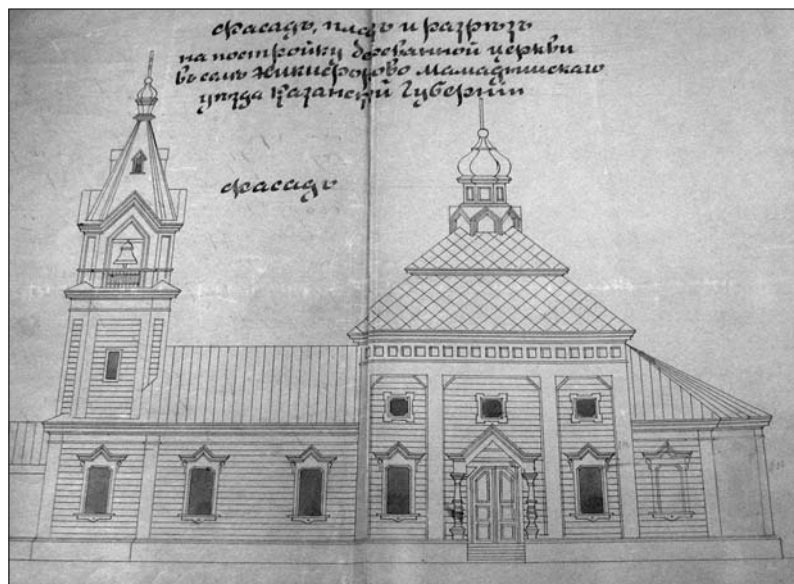 Фасадъ, планъ и разрѣзъ
на постройку деревянной церкви
въ селѣ Никифорово Мамадышскаго
уѣзда Казанской Губерніи
Фасадъ